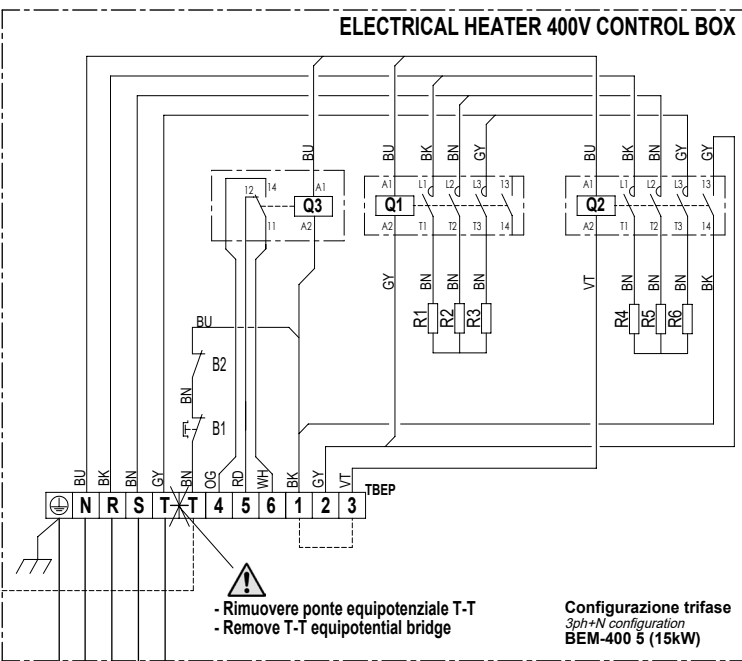 ELECTRICAL HEATER 400V CONTROL BOX
BU BU BK BN GY BU BK BN GY GY
12 14 A1 A1 L1 L2 L3 13 A1 L1 L2 L3 13
Q3 Q1 Q2
11 A2 A2 T1 T2 T3 14 A2 T1 T2 T3 14
GY BN BN BN VT BN BN BN BK
R1 R2 R3 R4 R5 R6
BU
B2
BN
B1
BU BK BN GY BN OG RD WH BK GY VT
N R S T T 4 5 6 1 2 3 TBEP
- Rimuovere ponte equipotenziale T-T
- Remove T-T equipotential bridge
Configurazione trifase
3ph+N configuration
BEM-400 5 (15kW)